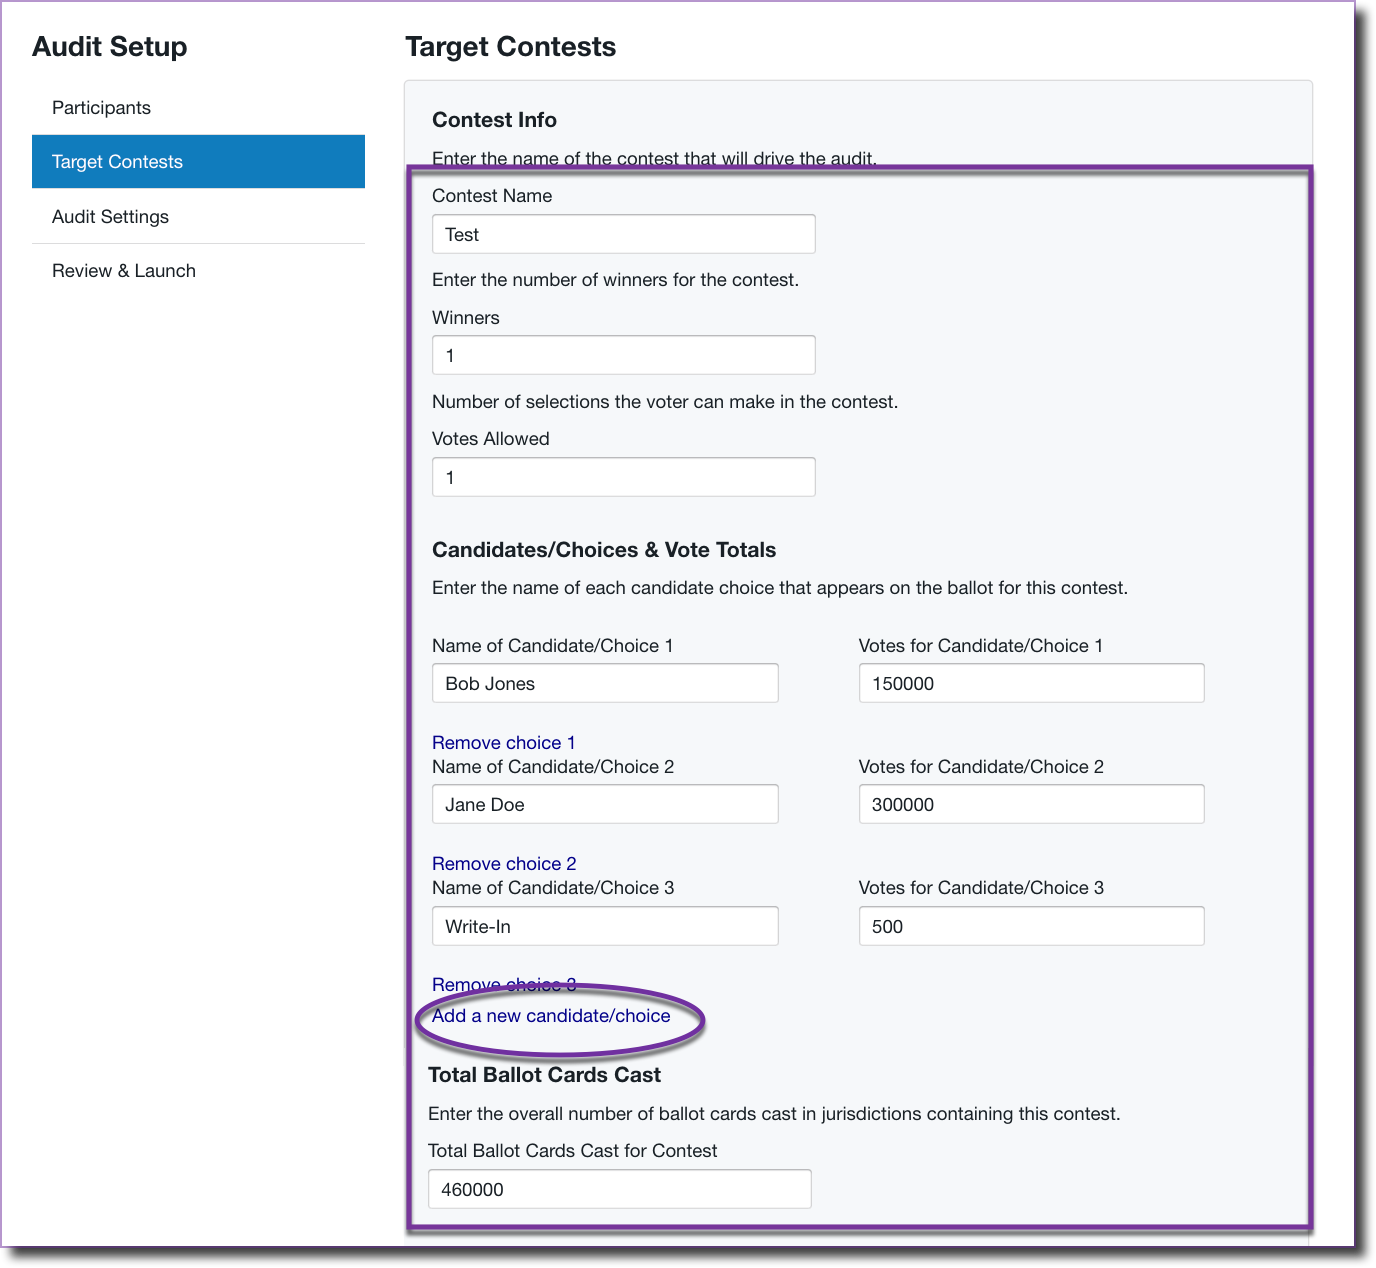 Audit Setup
Participants
Target Contests
Audit Settings
Review & Launch
Target Contests
Contest Info
Enter the name of the contest that will drive the audit.
Contest Name
Test
Enter the number of winners for the contest.
Winners
1
Number of selections the voter can make in the contest.
Votes Allowed
1
Candidates/Choices & Vote Totals
Enter the name of each candidate choice that appears on the ballot for this contest.
Name of Candidate/Choice 1 Votes for Candidate/Choice 1
Bob Jones 150000
Remove choice 1
Name of Candidate/Choice 2 Votes for Candidate/Choice 2
Jane Doe 300000
Remove choice 2
Name of Candidate/Choice 3 Votes for Candidate/Choice 3
Write-In 500
Remove choice 3
Add a new candidate/choice
Total Ballot Cards Cast
Enter the overall number of ballot cards cast in jurisdictions containing this contest.
Total Ballot Cards Cast for Contest
460000